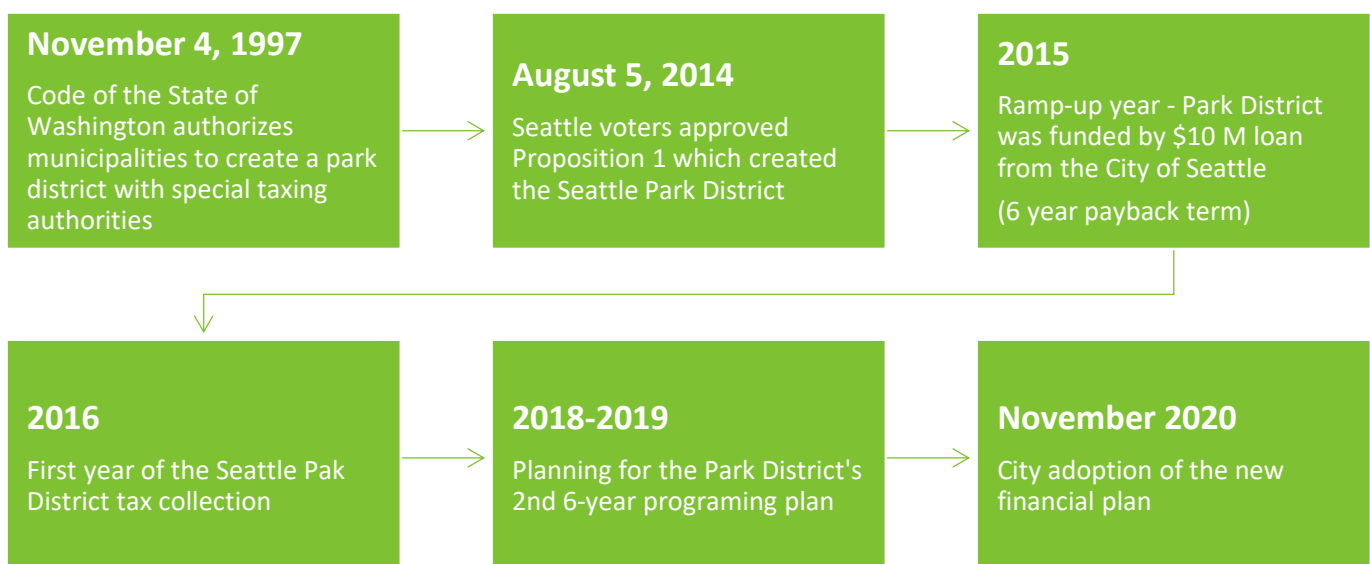 November 4, 1997
Code of the State of
Washington authorizes
municipalities to create a park
district with special taxing
authorities
August 5, 2014
Seattle voters approved
Proposition 1 which created
the Seattle Park District
2015
Ramp-up year - Park District
was funded by $10 M loan
from the City of Seattle
(6 year payback term)
2016
First year of the Seattle Pak
District tax collection
2018-2019
Planning for the Park District's
2nd 6-year programing plan
November 2020
City adoption of the new
financial plan